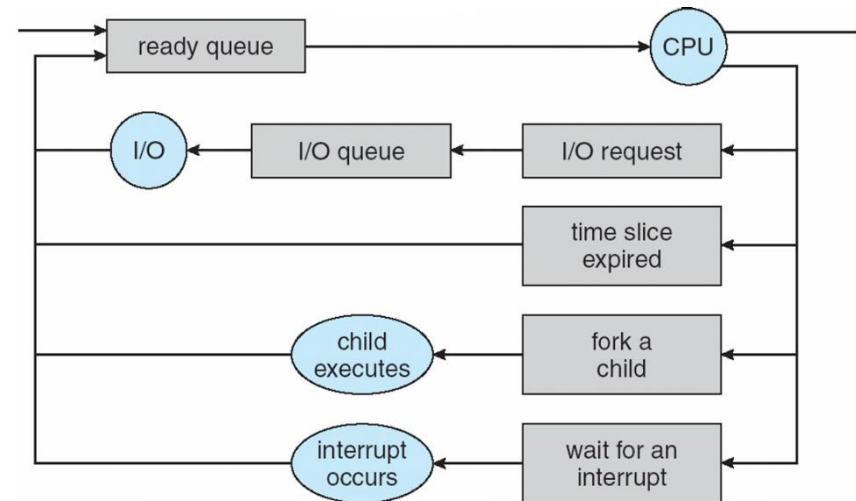 ready queue
CPU
I/O
I/O queue
I/O request
time slice
expired
child
executes
fork a
child
interrupt
occurs
wait for an
interrupt